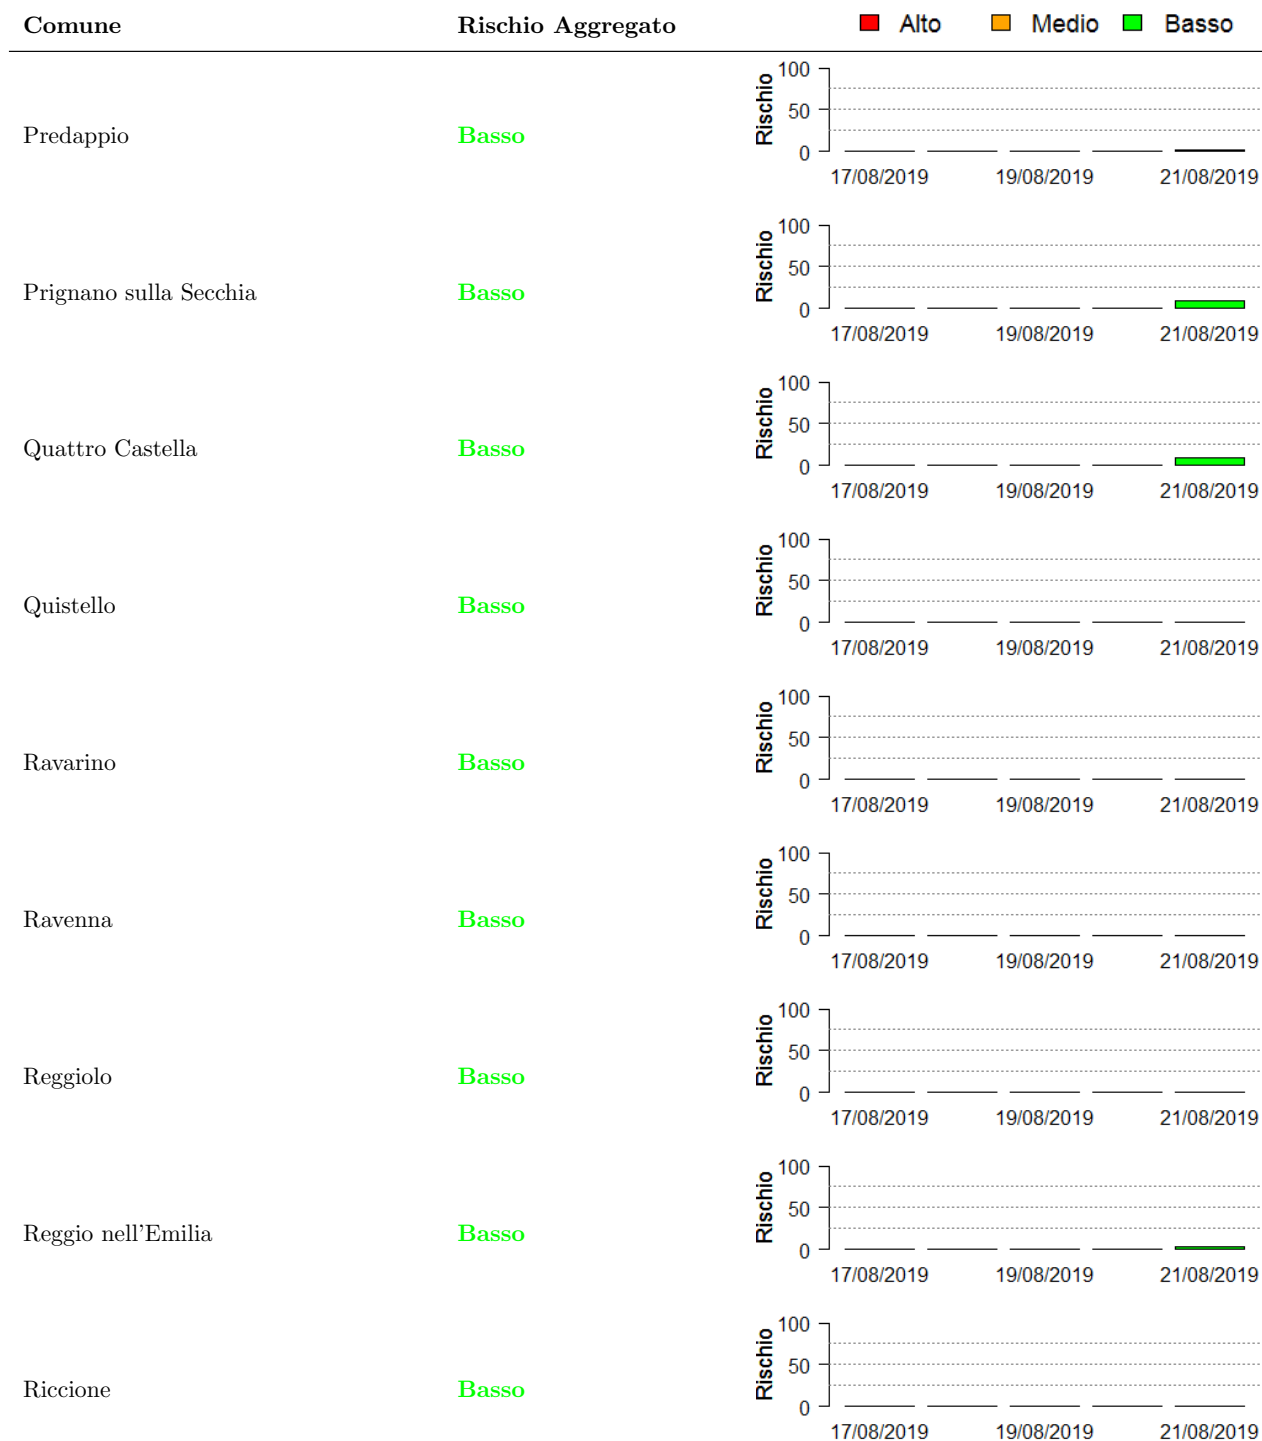 Comune Rischio Aggregato Alto Medio Basso
Predappio Basso
Rischio
100
50
0
17/08/2019 19/08/2019 21/08/2019
Prignano sulla Secchia Basso
Rischio
100
50
0
17/08/2019 19/08/2019 21/08/2019
Quattro Castella Basso
Rischio
100
50
0
17/08/2019 19/08/2019 21/08/2019
Quistello Basso
Rischio
100
50
0
17/08/2019 19/08/2019 21/08/2019
Ravarino Basso
Rischio
100
50
0
17/08/2019 19/08/2019 21/08/2019
Ravenna Basso
Rischio
100
50
0
17/08/2019 19/08/2019 21/08/2019
Reggiolo Basso
Rischio
100
50
0
17/08/2019 19/08/2019 21/08/2019
Reggio nell'Emilia Basso
Rischio
100
50
0
17/08/2019 19/08/2019 21/08/2019
Riccione Basso
Rischio
100
50
0
17/08/2019 19/08/2019 21/08/2019